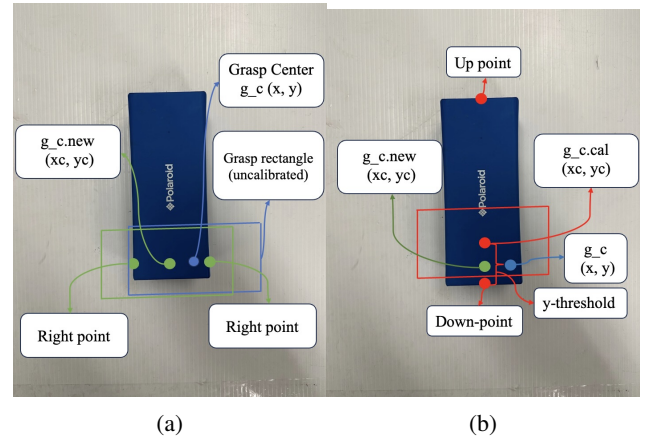 Grasp Center
g_c (x, y)
g_c.new
(xc, yc)
Grasp rectangle
(uncalibrated)
Polaroid
Right point
Right point
(a)
Up point
g_c.new
(xc, yc)
g_c.cal
(xc, yc)
Polaroid
g_c
(x, y)
y-threshold
Down-point
(b)